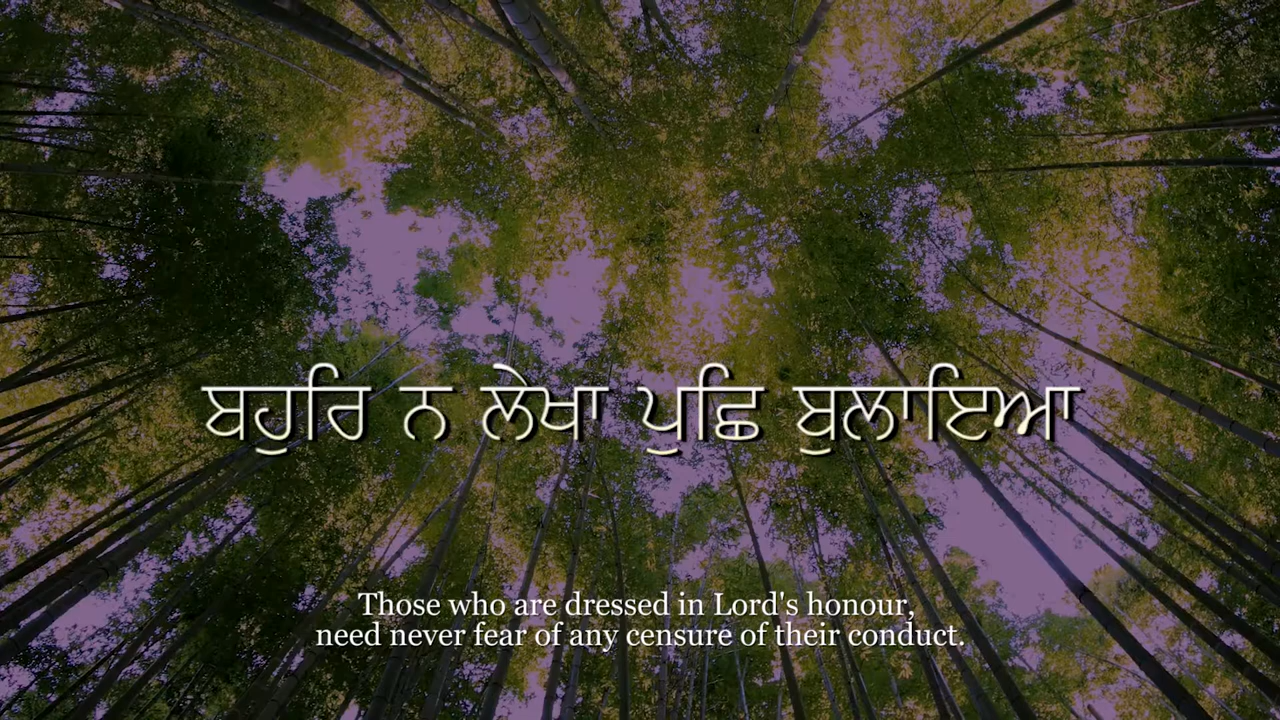 ਬਹੁਰਿ ਨ ਲੇਖਾ ਪੁਛਿ ਬੁਲਾਇਆ
Those who are dressed in Lord's honour,
need never fear of any censure of their conduct.